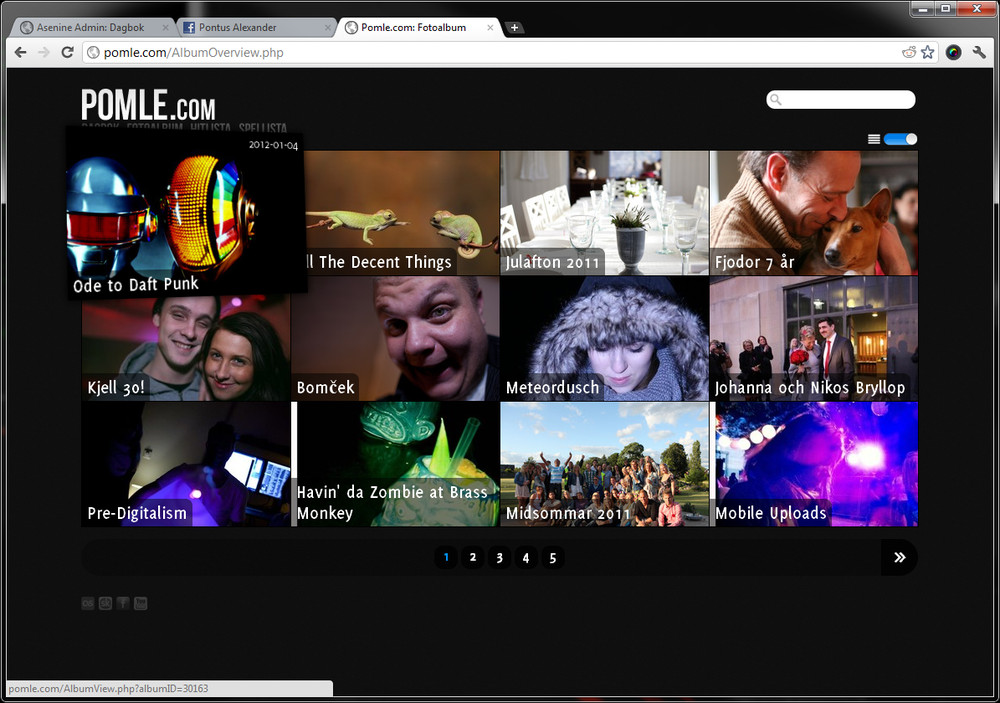 Asenine Admin: Dagbok
Pontus Alexander
Pomle.com: Fotoalbum
pomle.com/AlbumOverview.php
POMLE.COM
DAGBOK FOTOALBUM HITLISTA SPELLISTA
2012-01-04
Ode to Daft Punk
ll The Decent Things
Julafton 2011
Fjodor 7 år
Kjell 30!
Bomček
Meteordusch
Johanna och Nikos Bryllop
Pre-Digitalism
Havin' da Zombie at Brass
Monkey
Midsommar 2011
Mobile Uploads
1 2 3 4 5 »
pomle.com/AlbumView.php?albumID=30163